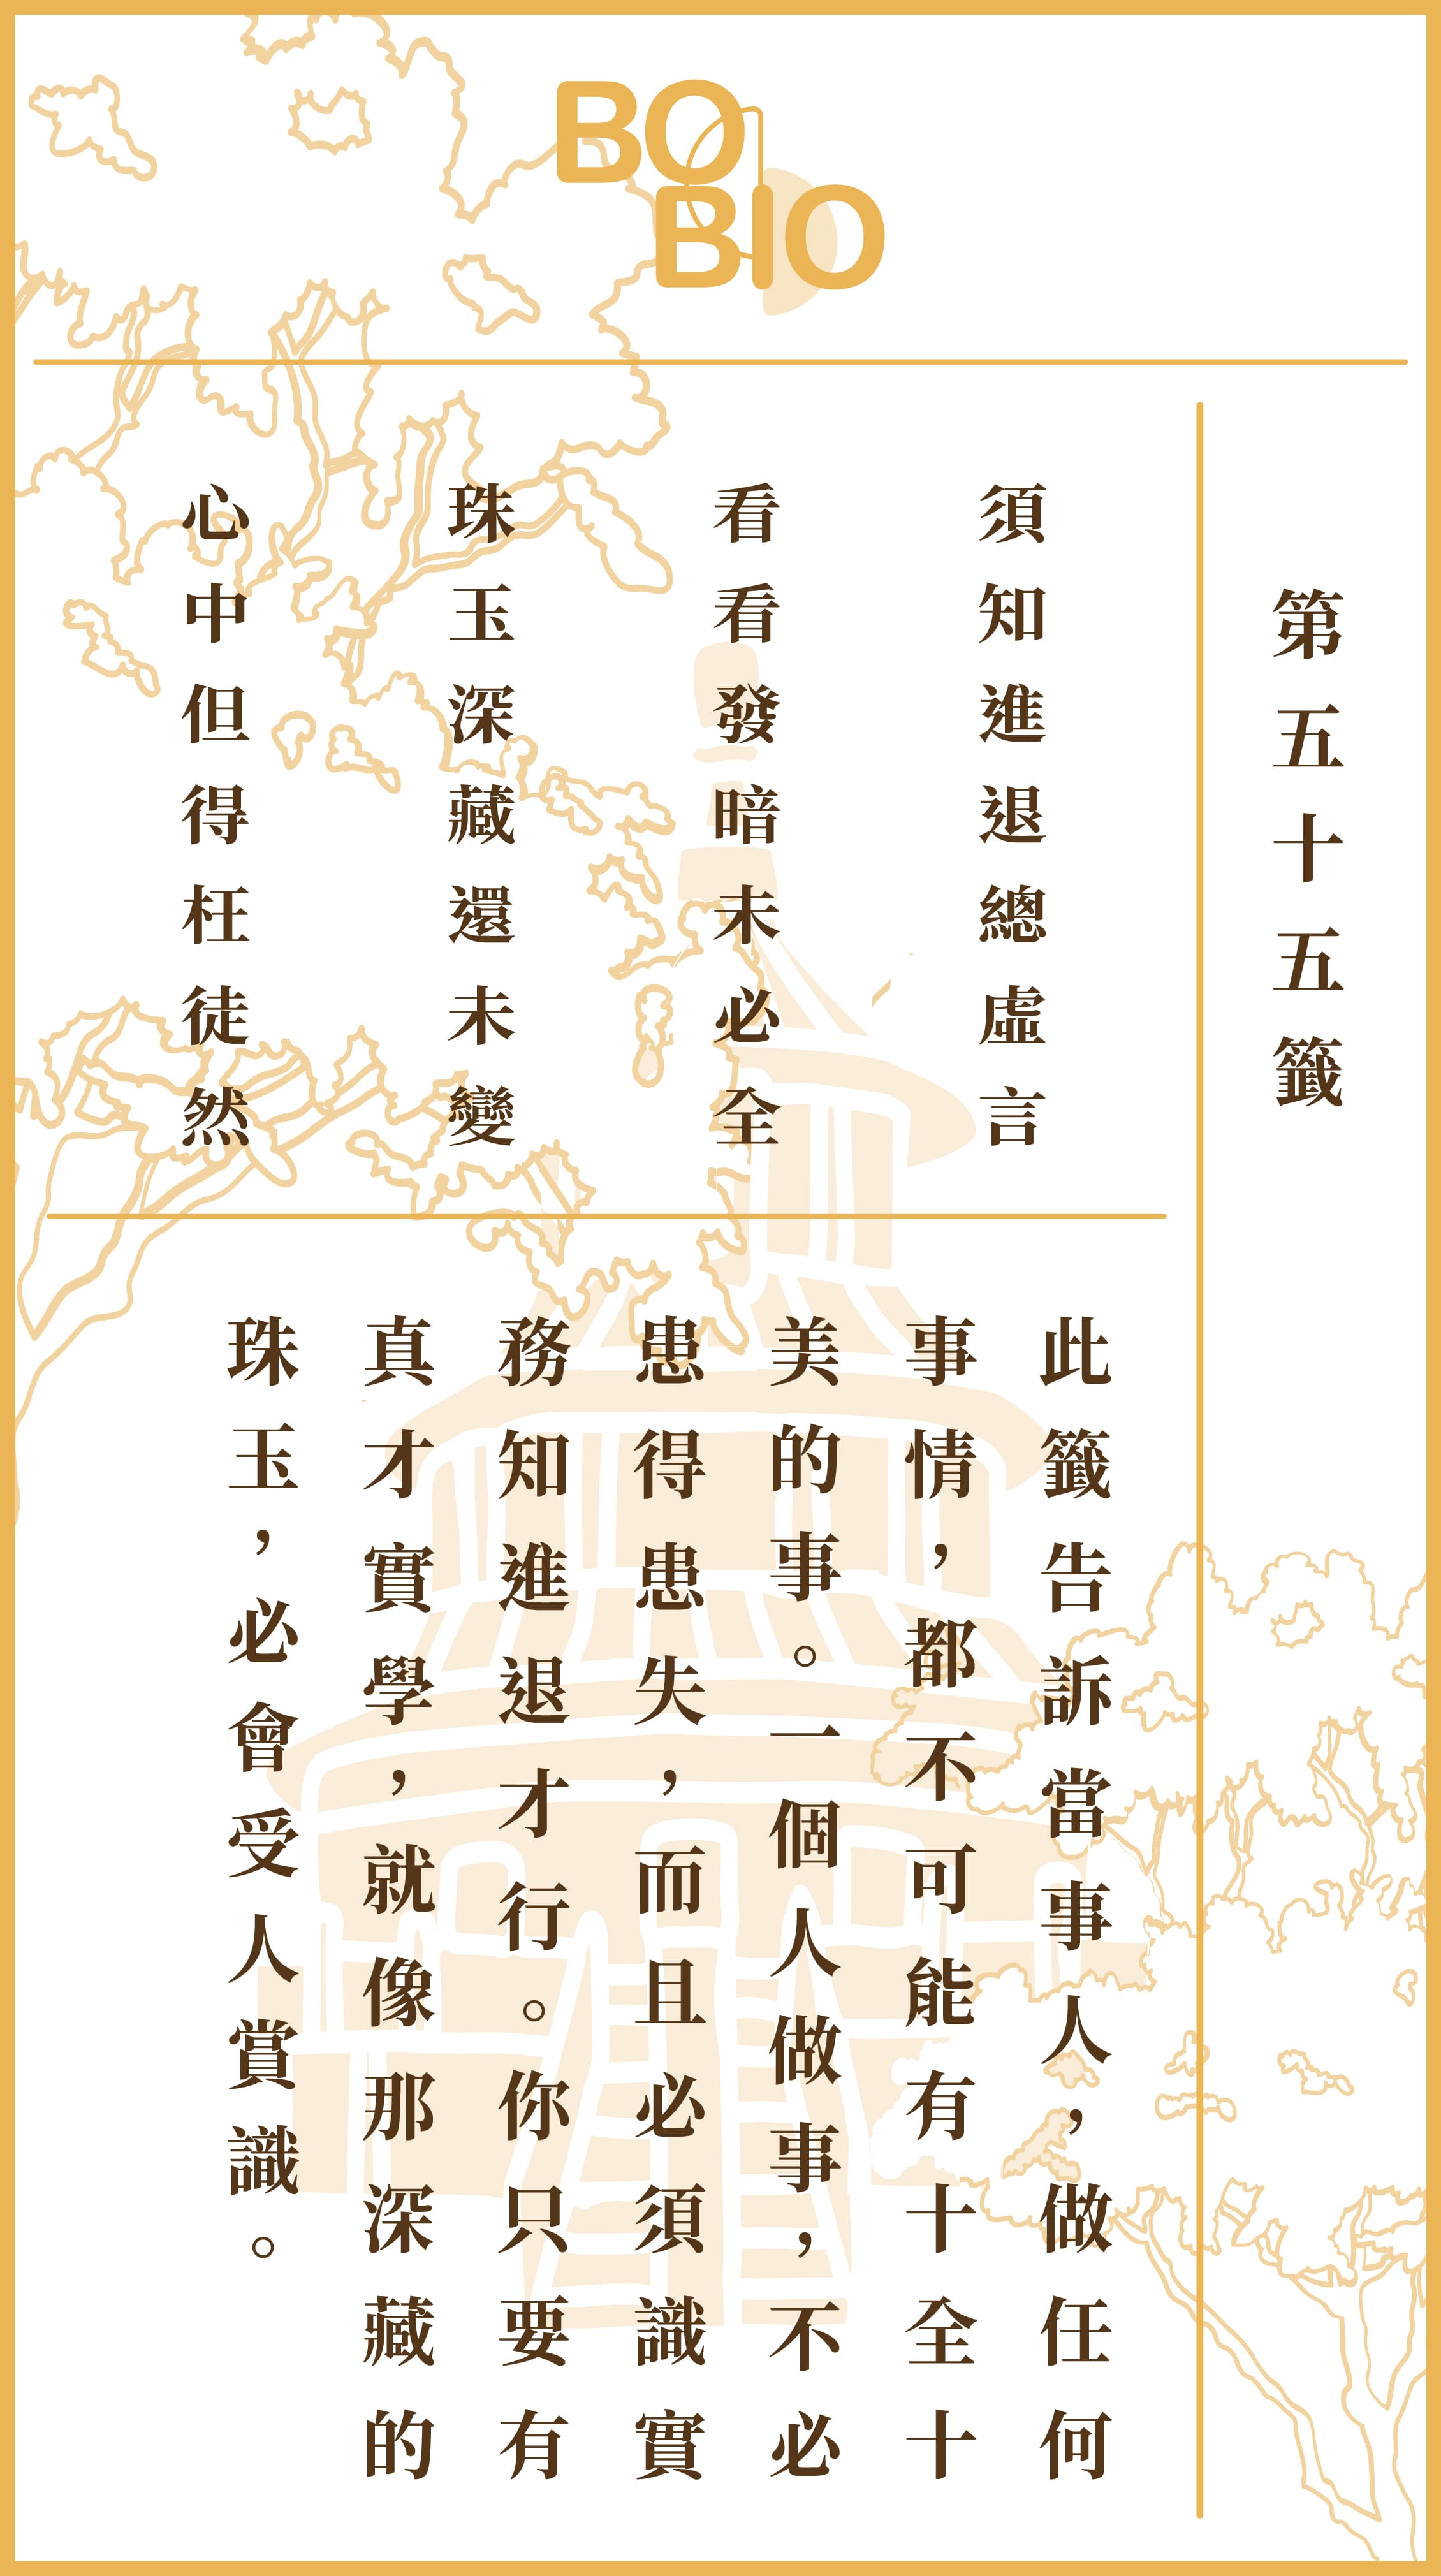 BO
BIO
第五十五籤
須知進退總虛言
看看發暗未必全
珠玉深藏還未變
心中但得枉徒然
此籤告訴當事人，做任何
事情，都不可能有十全十
美的事。一個人做事，不必
患得患失，而且必須識實
務知進退才行。你只要有
真才實學，就像那深藏的
珠玉，必會受人賞識。